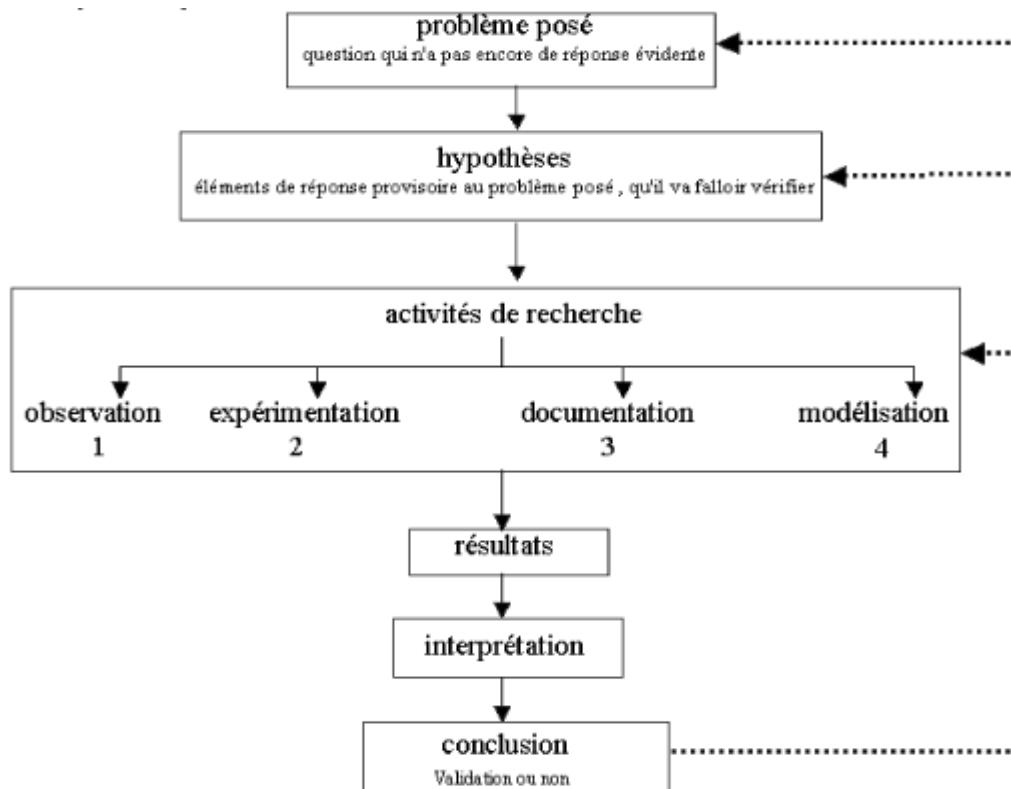 problème posé
question qui n'a pas encore de réponse évidente
hypothèses
éléments de réponse provisoire au problème posé , qu'il va falloir vérifier
activités de recherche
observation expérimentation documentation modélisation
1 2 3 4
résultats
interprétation
conclusion
Validation ou non